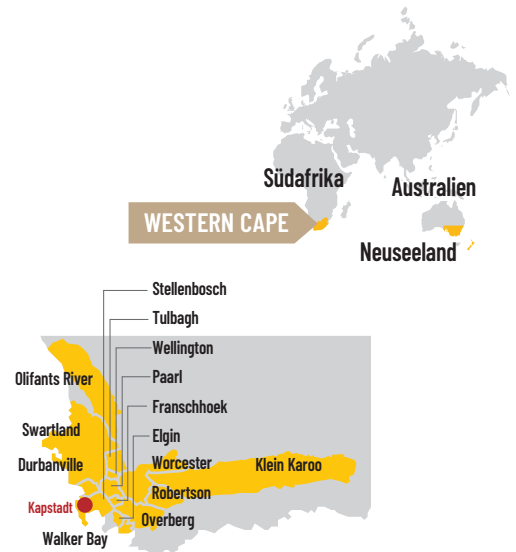 Südafrika
Australien
WESTERN CAPE
Neuseeland
Stellenbosch
Tulbagh
Wellington
Olifants River
Paarl
Franschhoek
Swartland
Elgin
Durbanville
Worcester
Klein Karoo
Robertson
Kapstadt
Overberg
Walker Bay